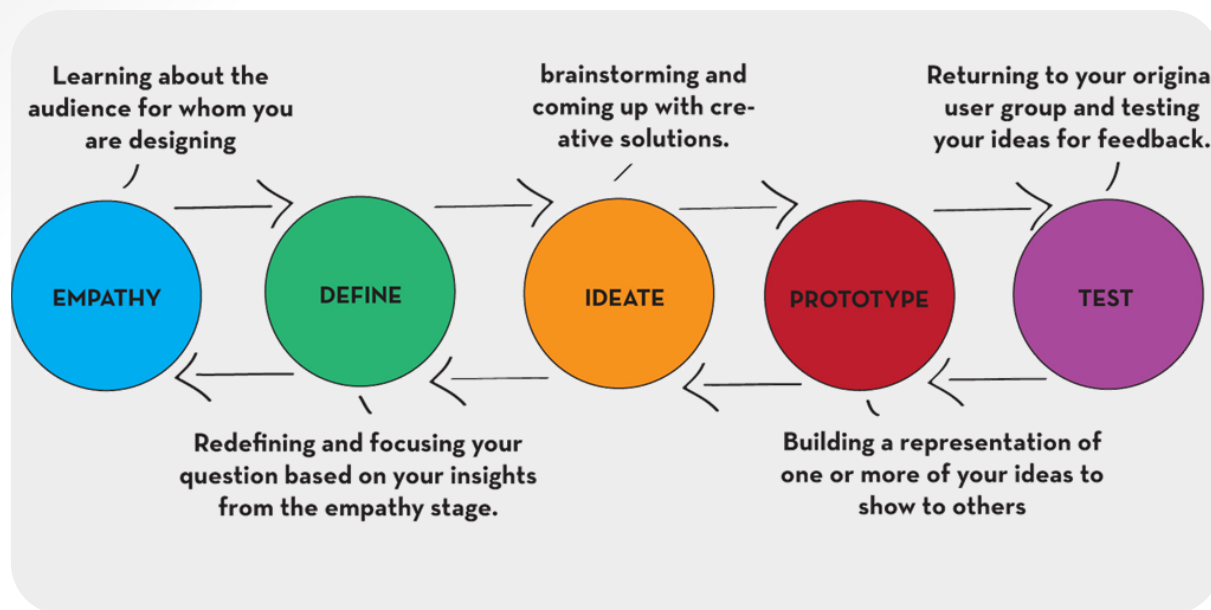 Learning about the
audience for whom you
are designing
brainstorming and
coming up with cre-
ative solutions.
Returning to your origina
user group and testing
your ideas for feedback.
EMPATHY
DEFINE
IDEATE
PROTOTYPE
TEST
Redefining and focusing your
question based on your insights
from the empathy stage.
Building a representation of
one or more of your ideas to
show to others